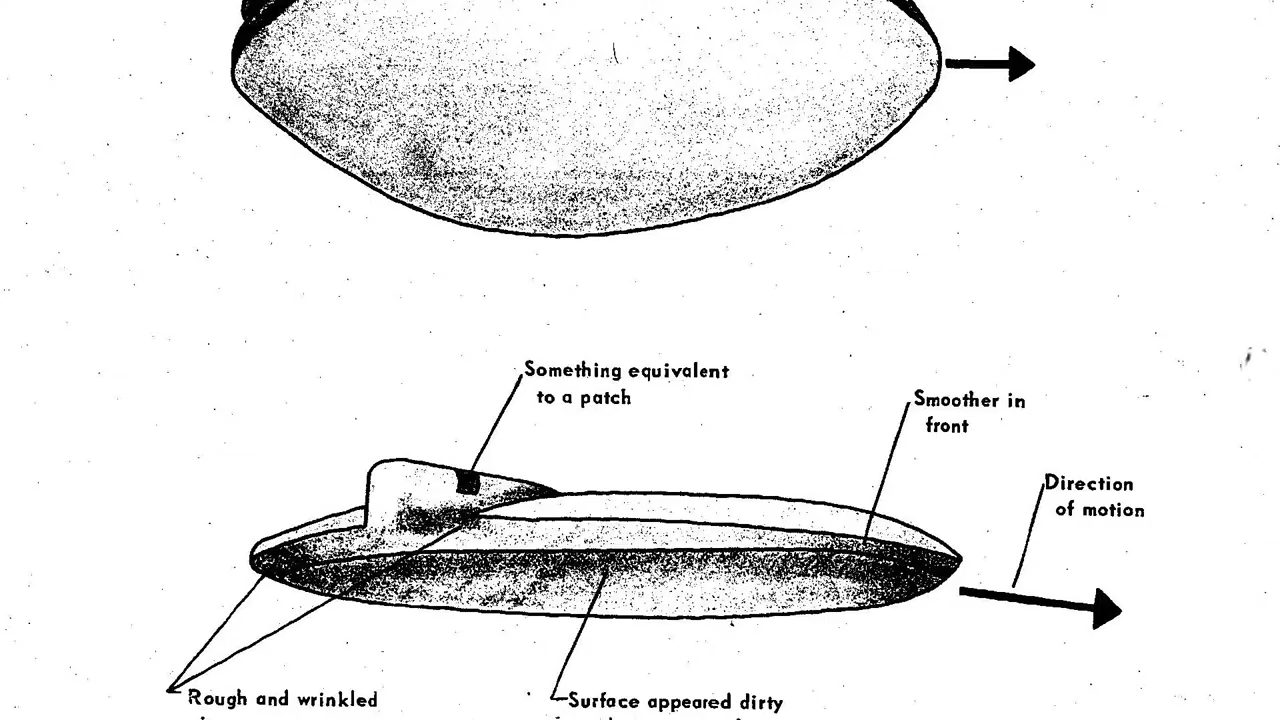 Something equivalent
to a patch
Smoother in
front
Direction
of motion
Rough and wrinkled
Surface appeared dirty